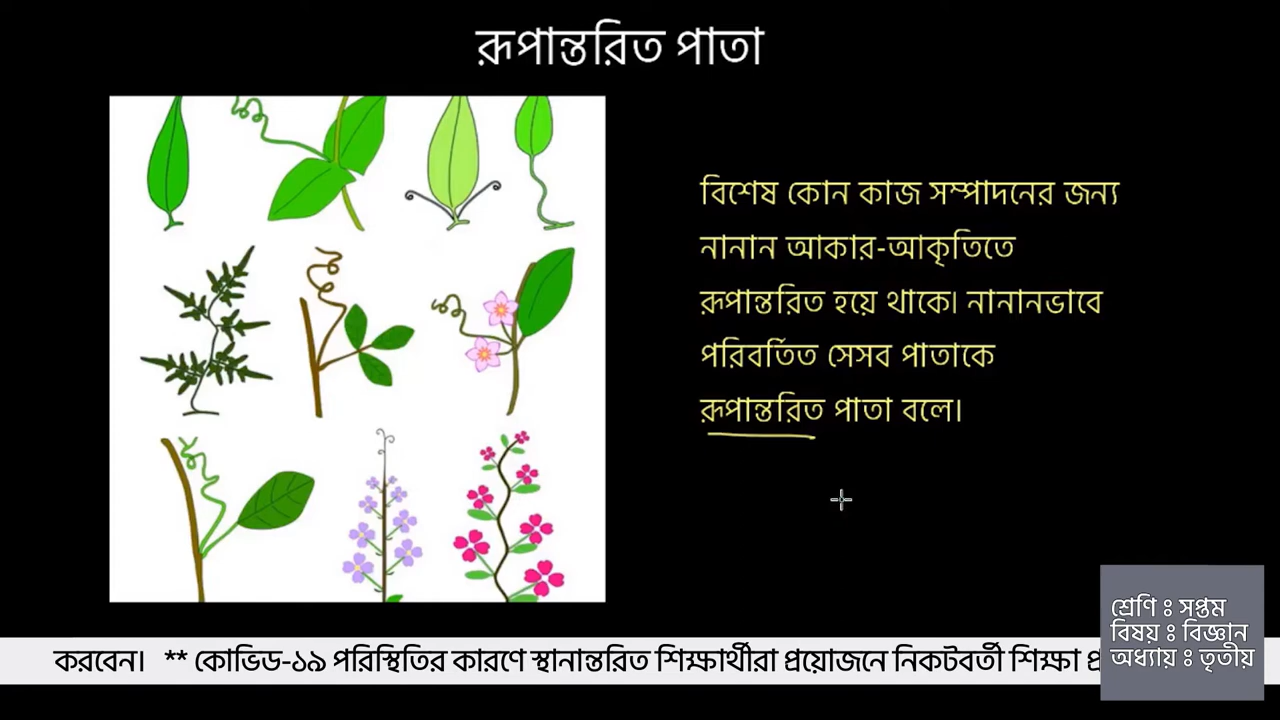 রূপান্তরিত পাতা
বিশেষ কোন কাজ সম্পাদনের জন্য
নানান আকার-আকৃতিতে
রূপান্তরিত হয়ে থাকে। নানানভাবে
পরিবর্তিত সেসব পাতাকে
রূপান্তরিত পাতা বলে।
শ্রেণি ঃ সপ্তম
বিষয় ঃ বিজ্ঞান
অধ্যায় ঃ তৃতীয়
করবেন। ** কোভিড-১৯ পরিস্থিতির কারণে স্থানান্তরিত শিক্ষার্থীরা প্রয়োজনে নিকটবর্তী শিক্ষা